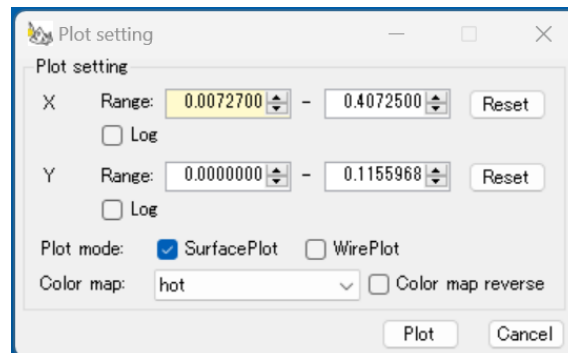 Plot setting
Plot setting
X Range: 0.0072700 - 0.4072500 Reset
Log
Y Range: 0.0000000 - 0.1155968 Reset
Log
Plot mode: SurfacePlot WirePlot
Color map: hot Color map reverse
Plot Cancel